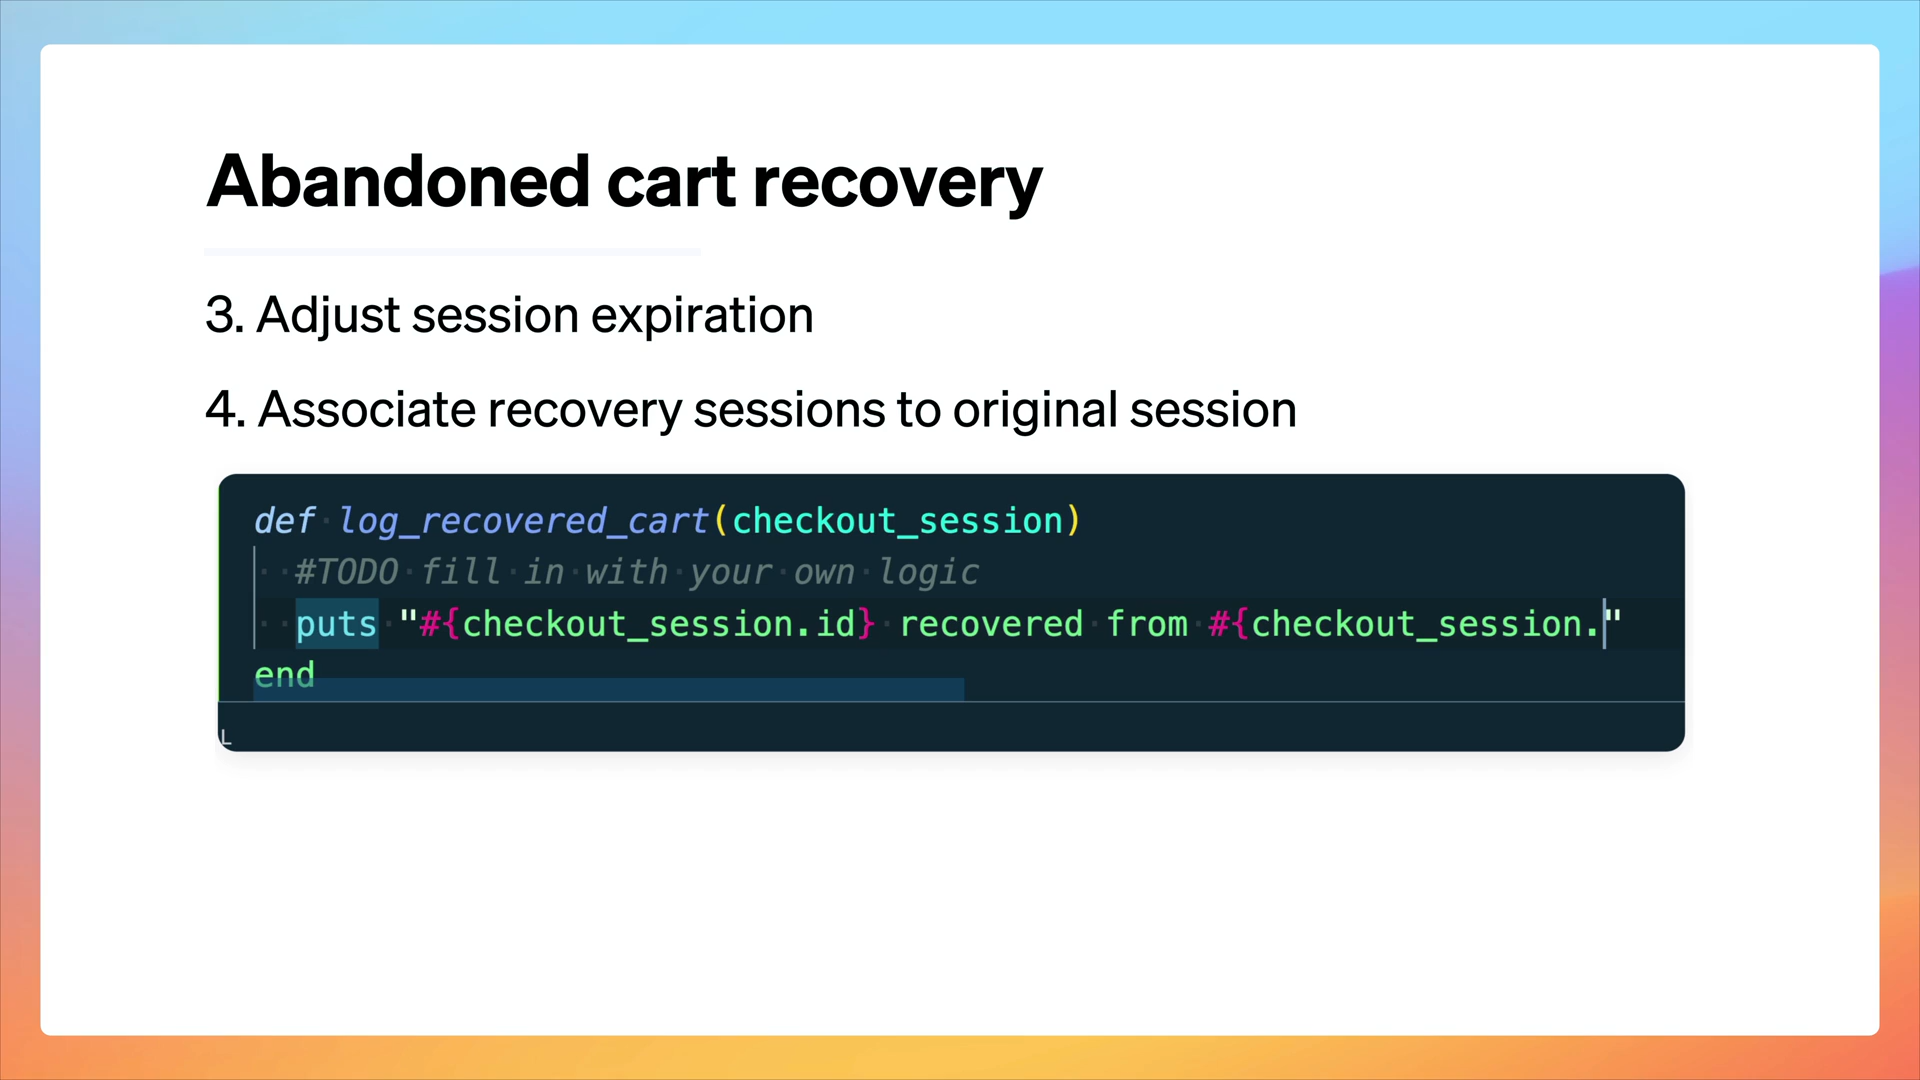 Abandoned cart recovery
3. Adjust session expiration
4. Associate recovery sessions to original session
def log_recovered_cart(checkout_session)
#TODO fill in with your own logic
puts "#{checkout_session.id} recovered from #{checkout_session."
end
L